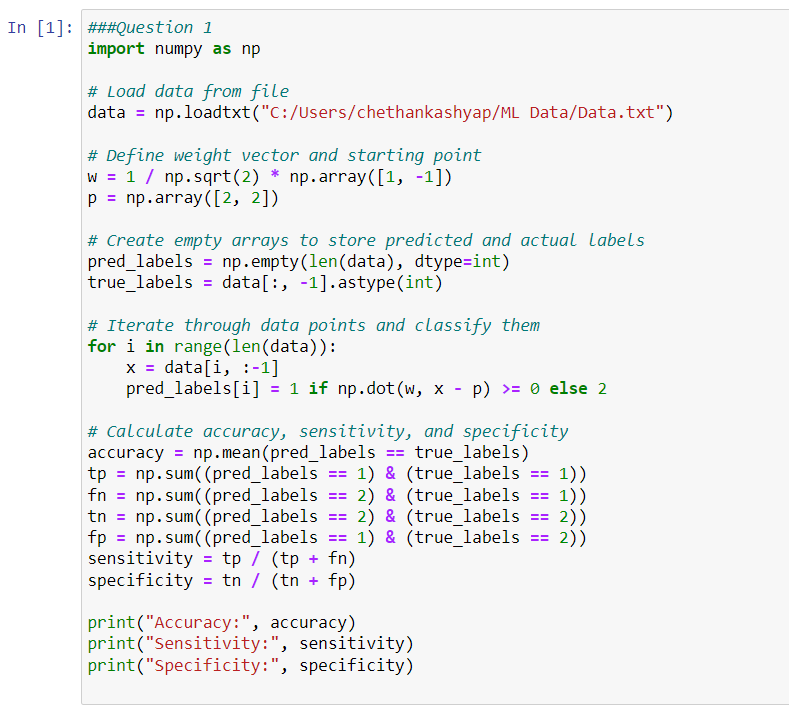 In [1]:
###Question 1
import numpy as np

# Load data from file
data = np.loadtxt("C:/Users/chethankashyap/ML Data/Data.txt")

# Define weight vector and starting point
w = 1 / np.sqrt(2) * np.array([1, -1])
p = np.array([2, 2])

# Create empty arrays to store predicted and actual labels
pred_labels = np.empty(len(data), dtype=int)
true_labels = data[:, -1].astype(int)

# Iterate through data points and classify them
for i in range(len(data)):
    x = data[i, :-1]
    pred_labels[i] = 1 if np.dot(w, x - p) >= 0 else 2

# Calculate accuracy, sensitivity, and specificity
accuracy = np.mean(pred_labels == true_labels)
tp = np.sum((pred_labels == 1) & (true_labels == 1))
fn = np.sum((pred_labels == 2) & (true_labels == 1))
tn = np.sum((pred_labels == 2) & (true_labels == 2))
fp = np.sum((pred_labels == 1) & (true_labels == 2))
sensitivity = tp / (tp + fn)
specificity = tn / (tn + fp)

print("Accuracy:", accuracy)
print("Sensitivity:", sensitivity)
print("Specificity:", specificity)